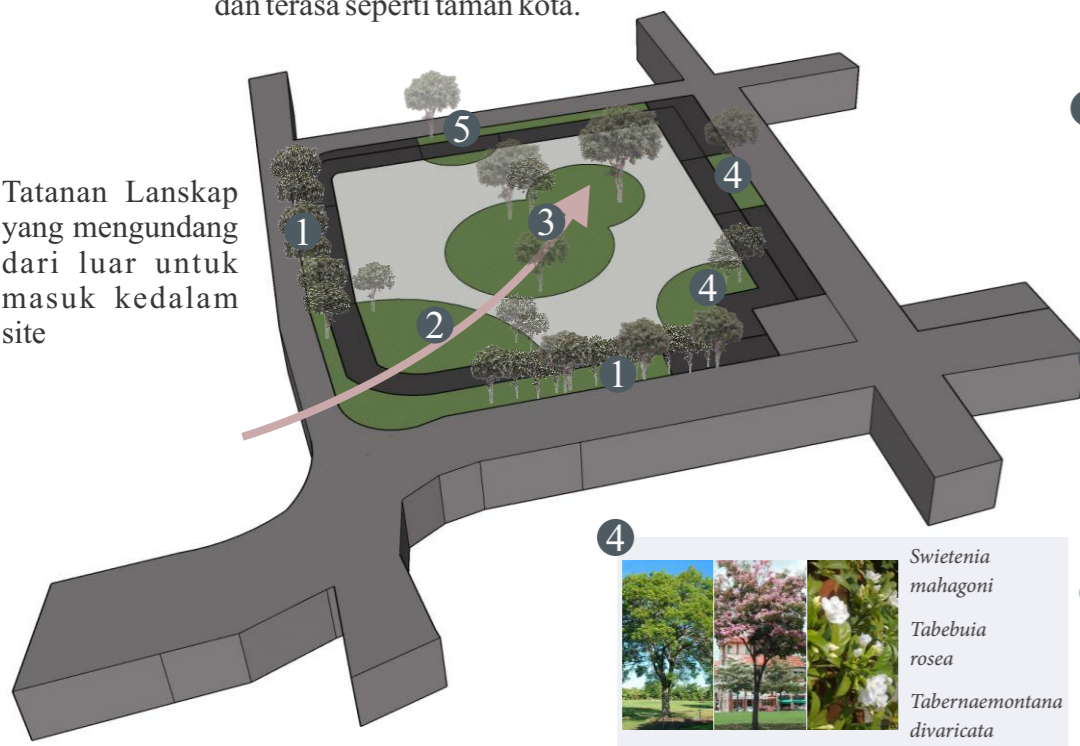 dan terasa seperti taman kota.
5
4
Tatanan Lanskap
yang mengundang
dari luar untuk
masuk kedalam
site
1
3
4
2
1
4
Swietenia
mahagoni
Tabebuia
rosea
Tabernaemontana
divaricata